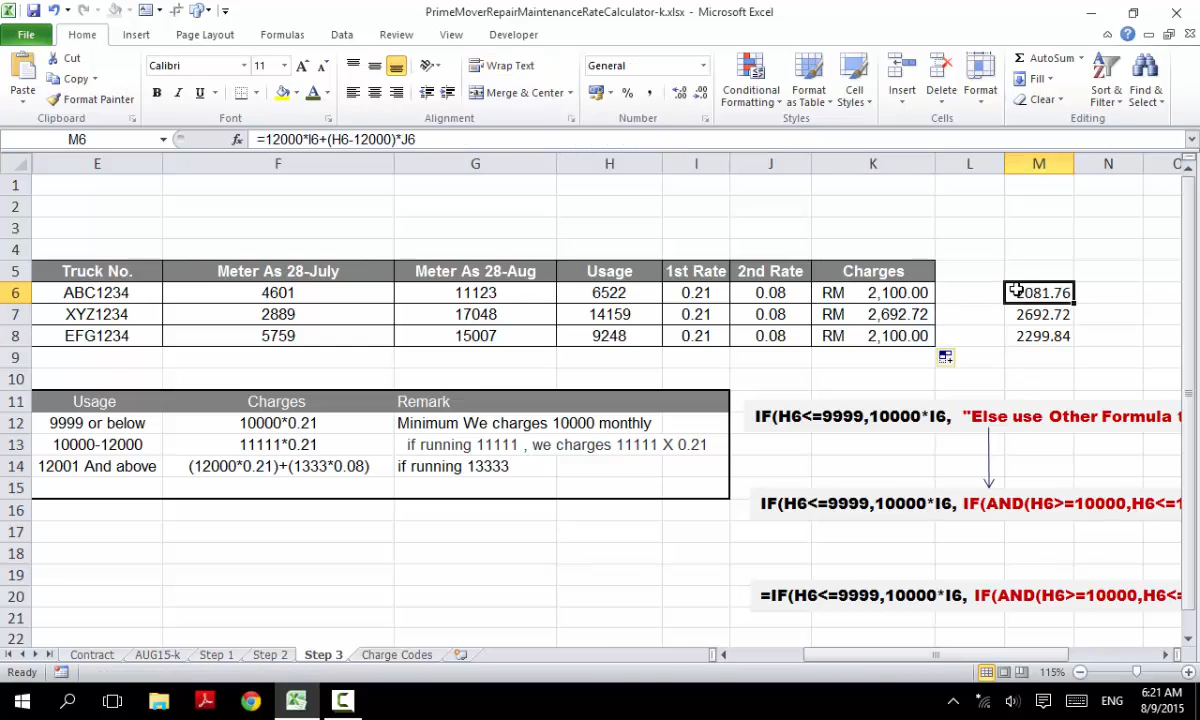 PrimeMoverRepairMaintenanceRateCalculator-k.xlsx - Microsoft Excel
File Home Insert Page Layout Formulas Data Review View Developer
Paste Cut Copy Format Painter Clipboard
Calibri 11 A A B I U A Font
Wrap Text Merge & Center Alignment
General % , .00 .00 Number
Conditional Formatting Format as Table Cell Styles Styles
Insert Delete Format Cells
Σ AutoSum Fill Clear Sort & Filter Find & Select Editing
M6 fx =12000*I6+(H6-12000)*J6
E F G H I J K L M N
1
2
3
4
5 Truck No. Meter As 28-July Meter As 28-Aug Usage 1st Rate 2nd Rate Charges
6 ABC1234 4601 11123 6522 0.21 0.08 RM 2,100.00 2081.76
7 XYZ1234 2889 17048 14159 0.21 0.08 RM 2,692.72 2692.72
8 EFG1234 5759 15007 9248 0.21 0.08 RM 2,100.00 2299.84
9
10
11 Usage Charges Remark
12 9999 or below 10000*0.21 Minimum We charges 10000 monthly
IF(H6<=9999,10000*I6, "Else use Other Formula
13 10000-12000 11111*0.21 if running 11111 , we charges 11111 X 0.21
14 12001 And above (12000*0.21)+(1333*0.08) if running 13333
15
16 IF(H6<=9999,10000*I6, IF(AND(H6>=10000,H6<=1
17
18
19
20 =IF(H6<=9999,10000*I6, IF(AND(H6>=10000,H6<=
21
22
Contract AUG15-k Step 1 Step 2 Step 3 Charge Codes
Ready 115%
ENG 6:21 AM
8/9/2015